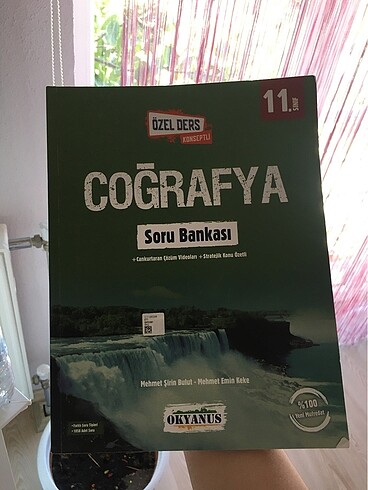 11. SINIF
ÖZEL DERS
KONSEPTLİ
COĞRAFYA
Soru Bankası
+Cankurtaran Çözüm Videoları +Stratejik Konu Özetli
Mehmet Şirin Bulut - Mehmet Emin Keke
%100
Yeni Müfredat
OKYANUS